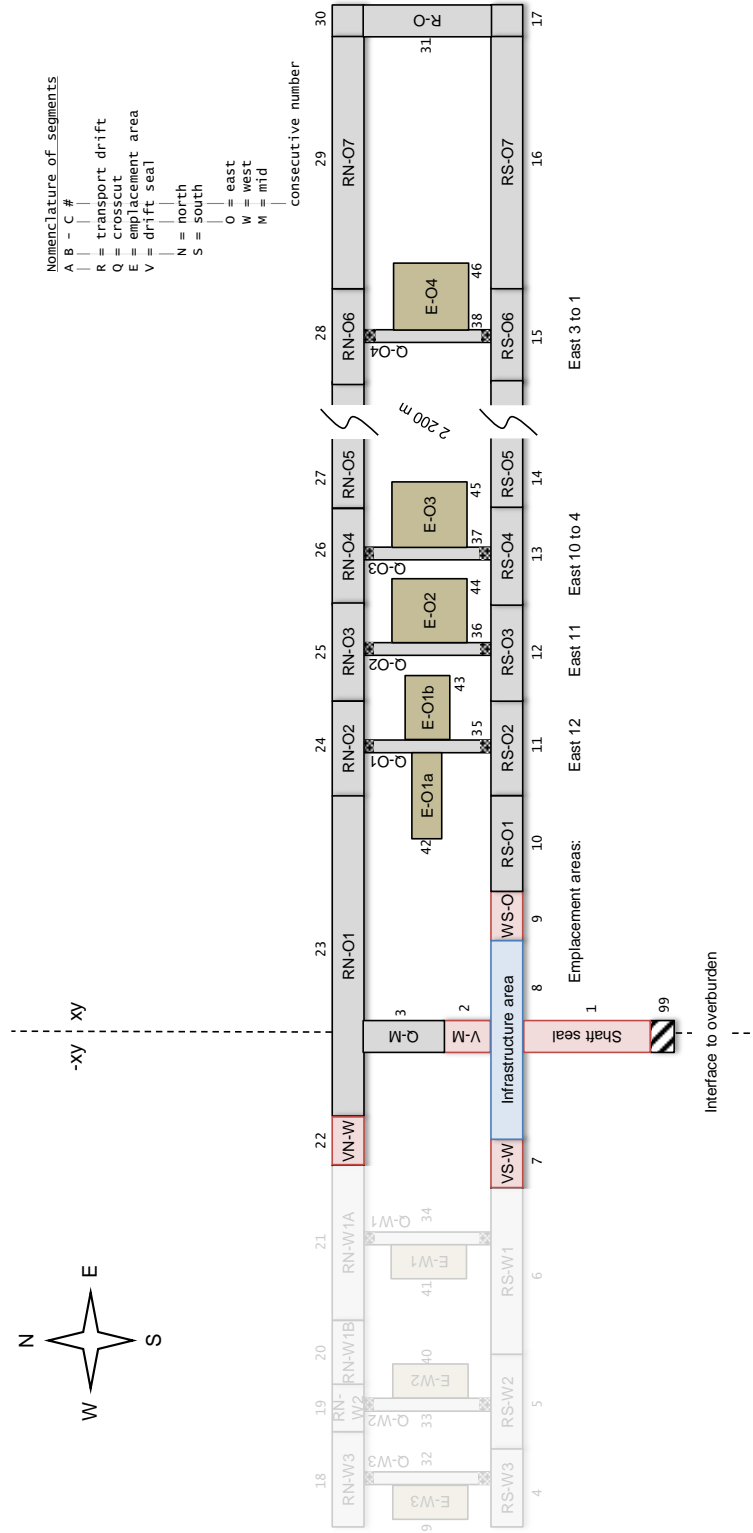 Nomenclature of segments
A B - C #
R = transport drift
Q = crosscut
E = emplacement area
V = drift seal
N = north
S = south
O = east
W = west
M = mid
consecutive number
N
W E
S
-xy xy
18 19 20 21 22 23 24 25 26 27 28 29 30
RN-W3 RN-W2 RN-W1B RN-W1A VN-W RN-O1 RN-O2 RN-O3 RN-O4 RN-O5 RN-O6 RN-O7
Q-W3 Q-W2 Q-W1 Q-M Q-O1 Q-O2 Q-O3 Q-O4 R-O
32 33 40 34 3 31
2 200 m
E-W3 E-W2 E-W1 E-O1a E-O1b E-O2 E-O3 E-O4
9 41 42 43 44 45 46
35 36 37 38
V-M 2
RS-W3 RS-W2 RS-W1 VS-W Infrastructure area WS-O RS-O1 RS-O2 RS-O3 RS-O4 RS-O5 RS-O6 RS-O7
4 5 6 7 8 9 10 11 12 13 14 15 16 17
Shaft seal 1
99
Emplacement areas: East 12 East 11 East 10 to 4 East 3 to 1
Interface to overburden